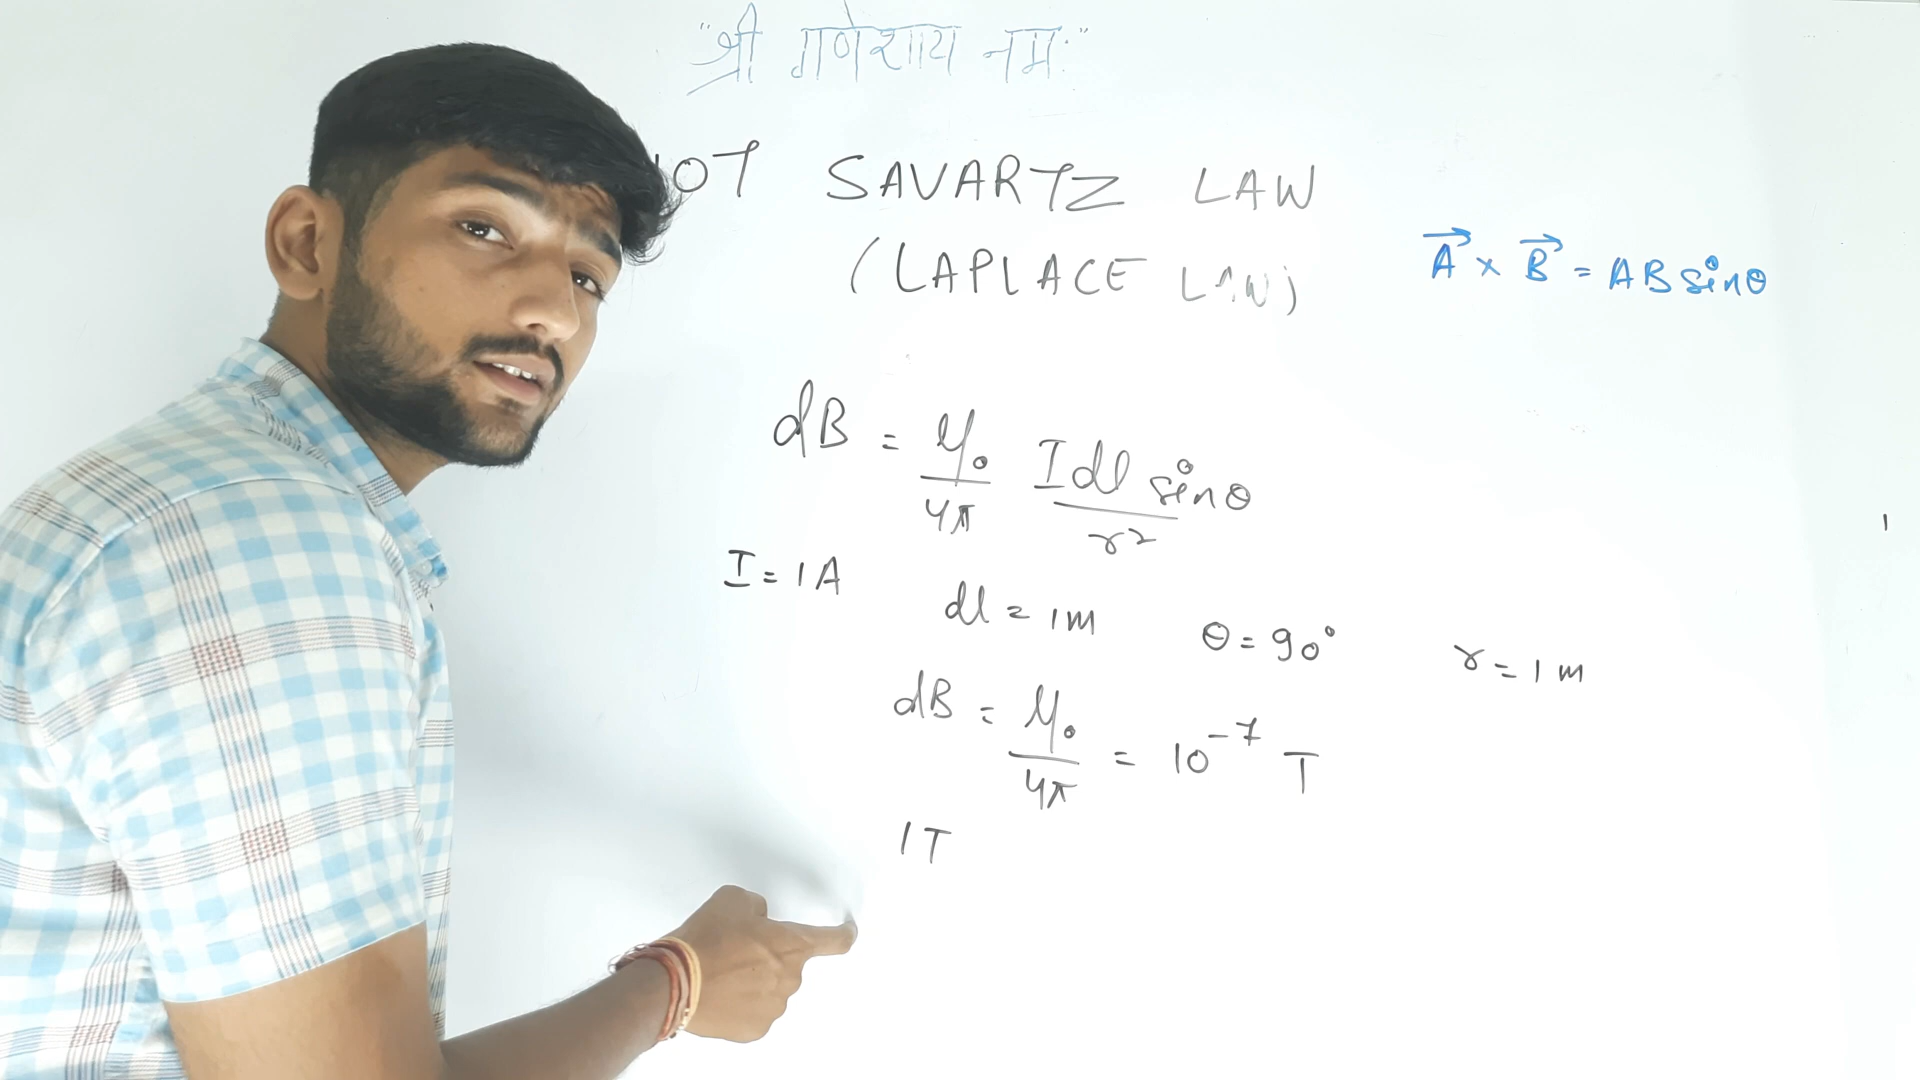 "श्री गणेशाय नमः"
OT SAVARTZ LAW
(LAPLACE LAW)
A⃗ × B⃗ = AB sinθ
dB = μ₀/4π Idl sinθ/r²
I = 1A dl = 1m θ = 90° r = 1m
dB = μ₀/4π = 10⁻⁷ T
1T